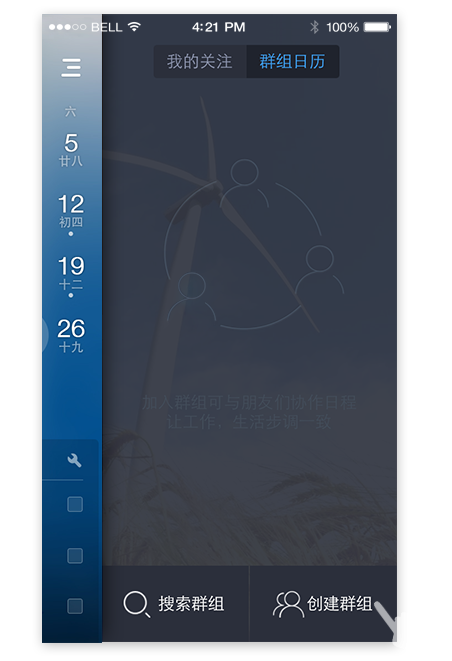 BELL 4:21 PM 100%
我的关注 群组日历
六
5
廿八
12
初四
19
十二
26
十九
加入群组可与朋友们协作日程
让工作，生活步调一致
搜索群组 创建群组